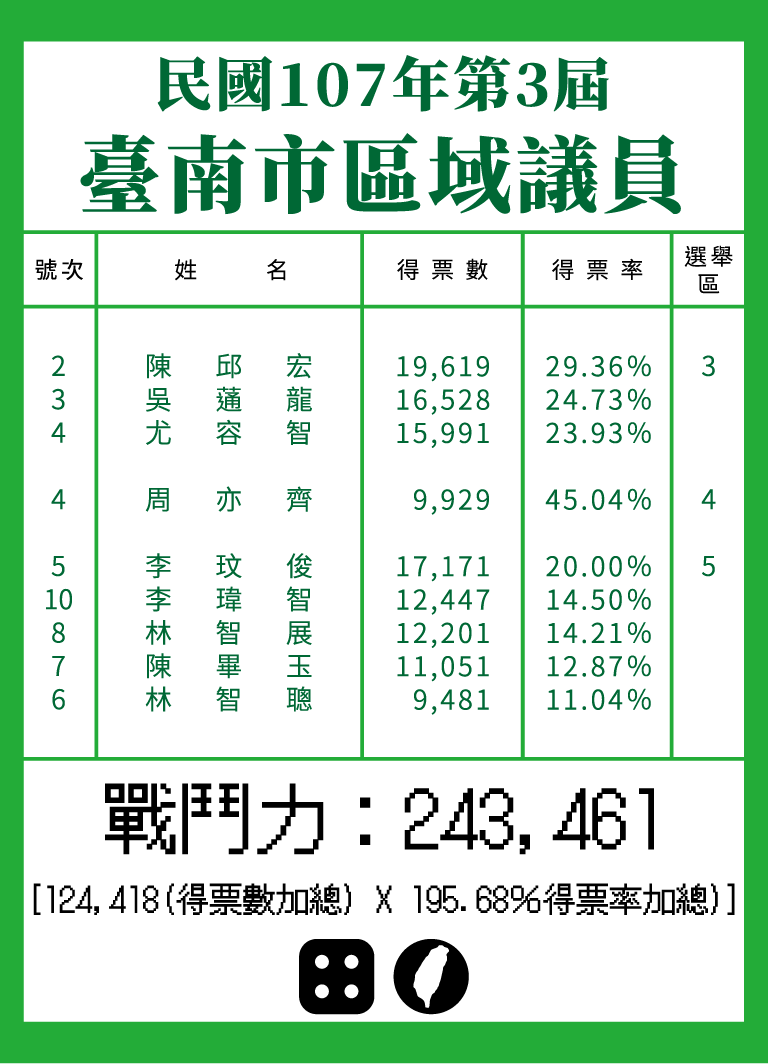 民國107年第3屆
臺南市區域議員
號次 姓 名 得票數 得票率 選舉區
2 陳邱宏 19,619 29.36% 3
3 吳蓪龍 16,528 24.73%
4 尤容智 15,991 23.93%
4 周亦齊 9,929 45.04% 4
5 李玟俊 17,171 20.00% 5
10 李瑋智 12,447 14.50%
8 林智展 12,201 14.21%
7 陳畢玉 11,051 12.87%
6 林智聰 9,481 11.04%
戰鬥力：243,461
[124,418(得票數加總) X 195.68%得票率加總)]